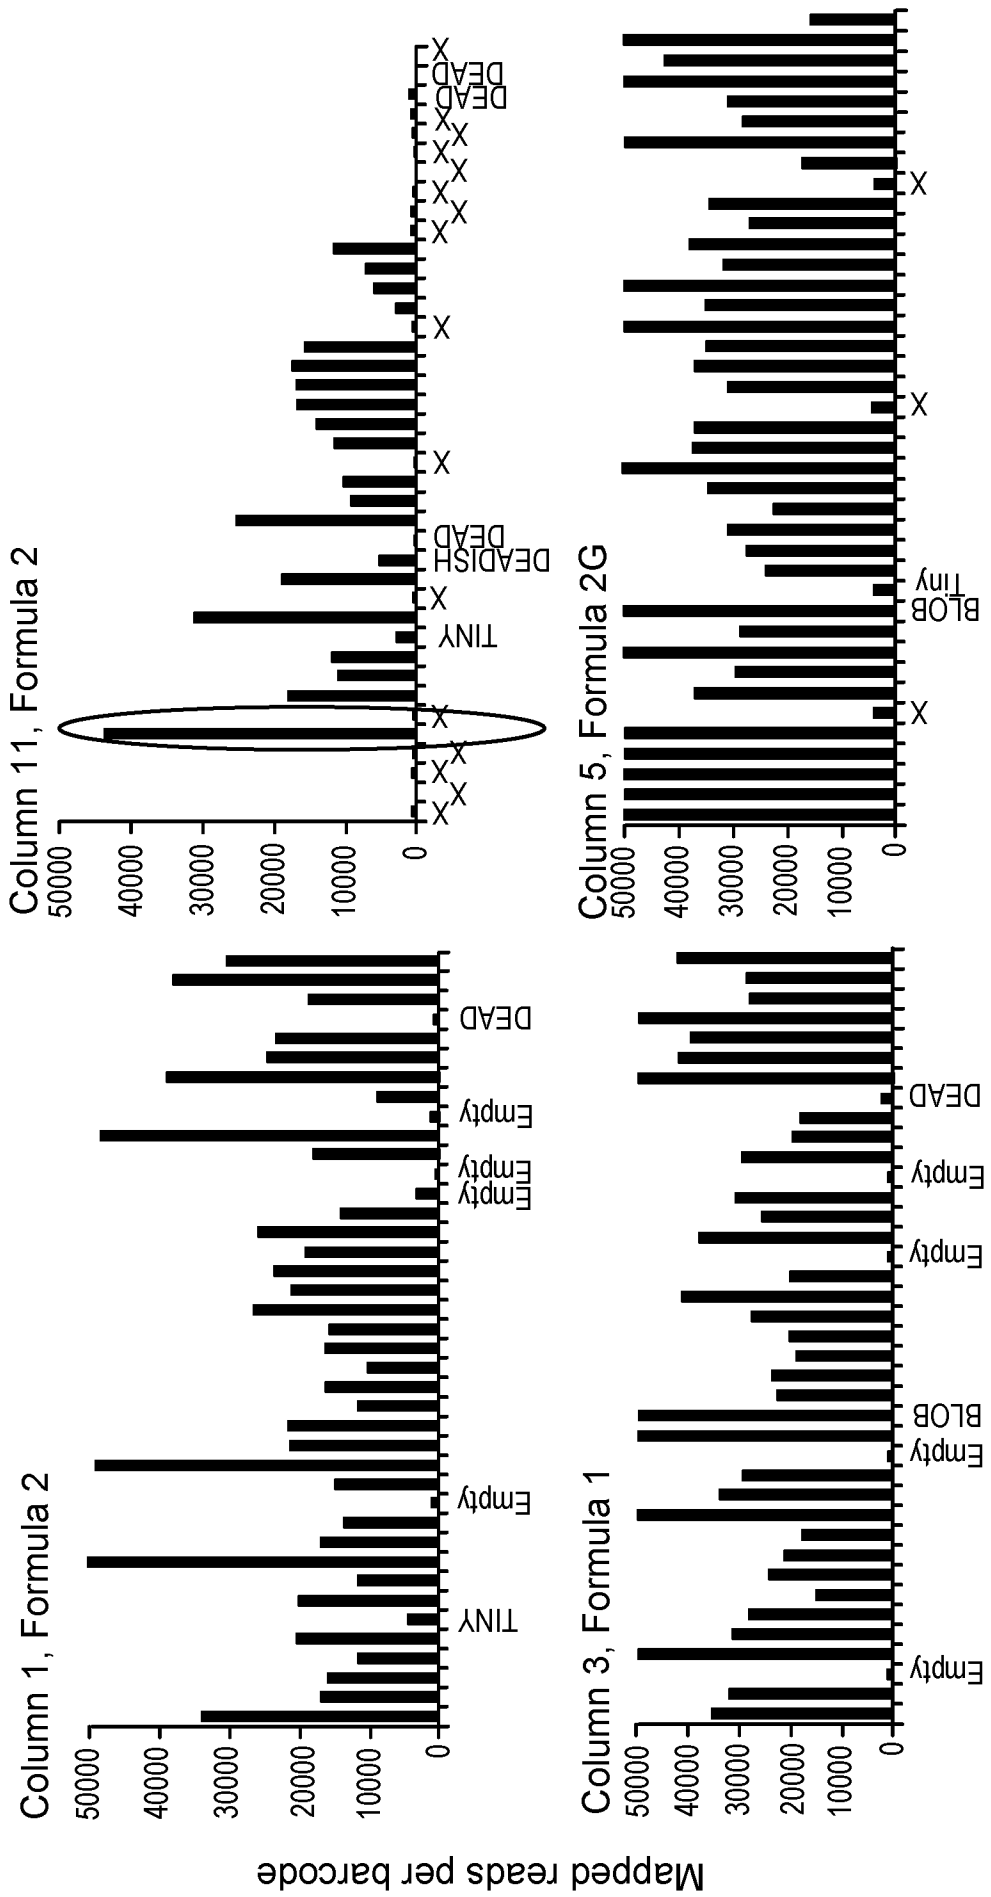 Mapped reads per barcode
Column 1, Formula 2
50000
40000
30000
20000
10000
0
TINY
Empty
Empty
Empty
Empty
DEAD
Column 11, Formula 2
50000
40000
30000
20000
10000
0
X
X
X
X
X
TINY
X
DEADISH
DEAD
X
X
X
X
X
X
X
X
X
DEAD
DEAD
X
Column 3, Formula 1
50000
40000
30000
20000
10000
0
Empty
Empty
BLOB
Empty
Empty
DEAD
Column 5, Formula 2G
50000
40000
30000
20000
10000
0
X
BLOB
Tiny
X
X